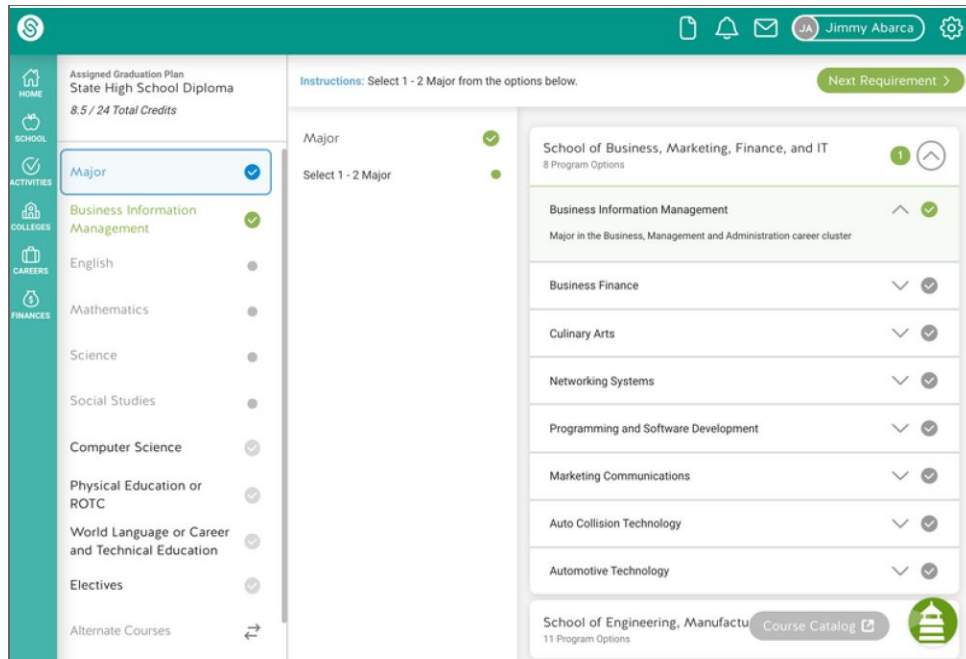 JA Jimmy Abarca
HOME
SCHOOL
ACTIVITIES
COLLEGES
CAREERS
FINANCES
Assigned Graduation Plan
State High School Diploma
8.5 / 24 Total Credits
Major
Business Information
Management
English
Mathematics
Science
Social Studies
Computer Science
Physical Education or
ROTC
World Language or Career
and Technical Education
Electives
Alternate Courses
Instructions: Select 1 - 2 Major from the options below.
Next Requirement >
Major
Select 1 - 2 Major
School of Business, Marketing, Finance, and IT
8 Program Options
1
Business Information Management
Major in the Business, Management and Administration career cluster
Business Finance
Culinary Arts
Networking Systems
Programming and Software Development
Marketing Communications
Auto Collision Technology
Automotive Technology
School of Engineering, Manufactu
11 Program Options
Course Catalog